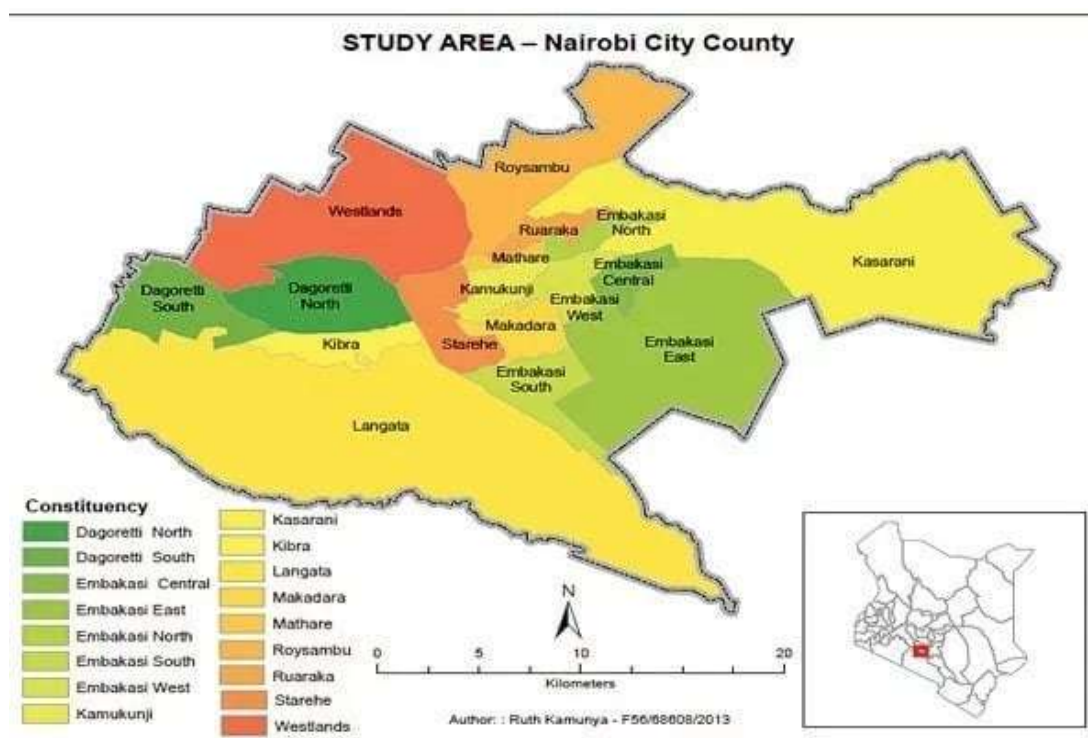 STUDY AREA – Nairobi City County
Roysambu
Westlands
Ruaraka
Embakasi
North
Mathare
Kasarani
Embakasi
Central
Dagoretti
South
Dagoretti
North
Kamukunji
Embakasi
West
Makadara
Kibra
Starehe
Embakasi
East
Embakasi
South
Langata
Constituency
Dagoretti North
Dagoretti South
Embakasi Central
Embakasi East
Embakasi North
Embakasi South
Embakasi West
Kamukunji
Kasarani
Kibra
Langata
Makadara
Mathare
Roysambu
Ruaraka
Starehe
Westlands
N
0 5 10 20
Kilometers
Author: : Ruth Kamunya - F56/68608/2013